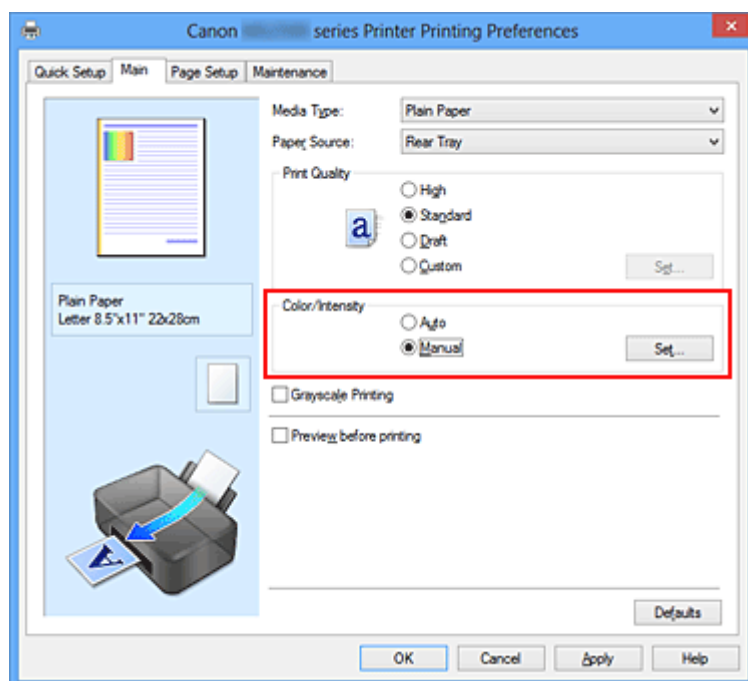 Canon series Printer Printing Preferences
Quick Setup Main Page Setup Maintenance
Media Type: Plain Paper
Paper Source: Rear Tray
Print Quality
High
a Standard
Draft
Custom Set...
Plain Paper
Letter 8.5"x11" 22x28cm
Color/Intensity
Auto
Manual Set...
Grayscale Printing
Preview before printing
A
Defaults
OK Cancel Apply Help